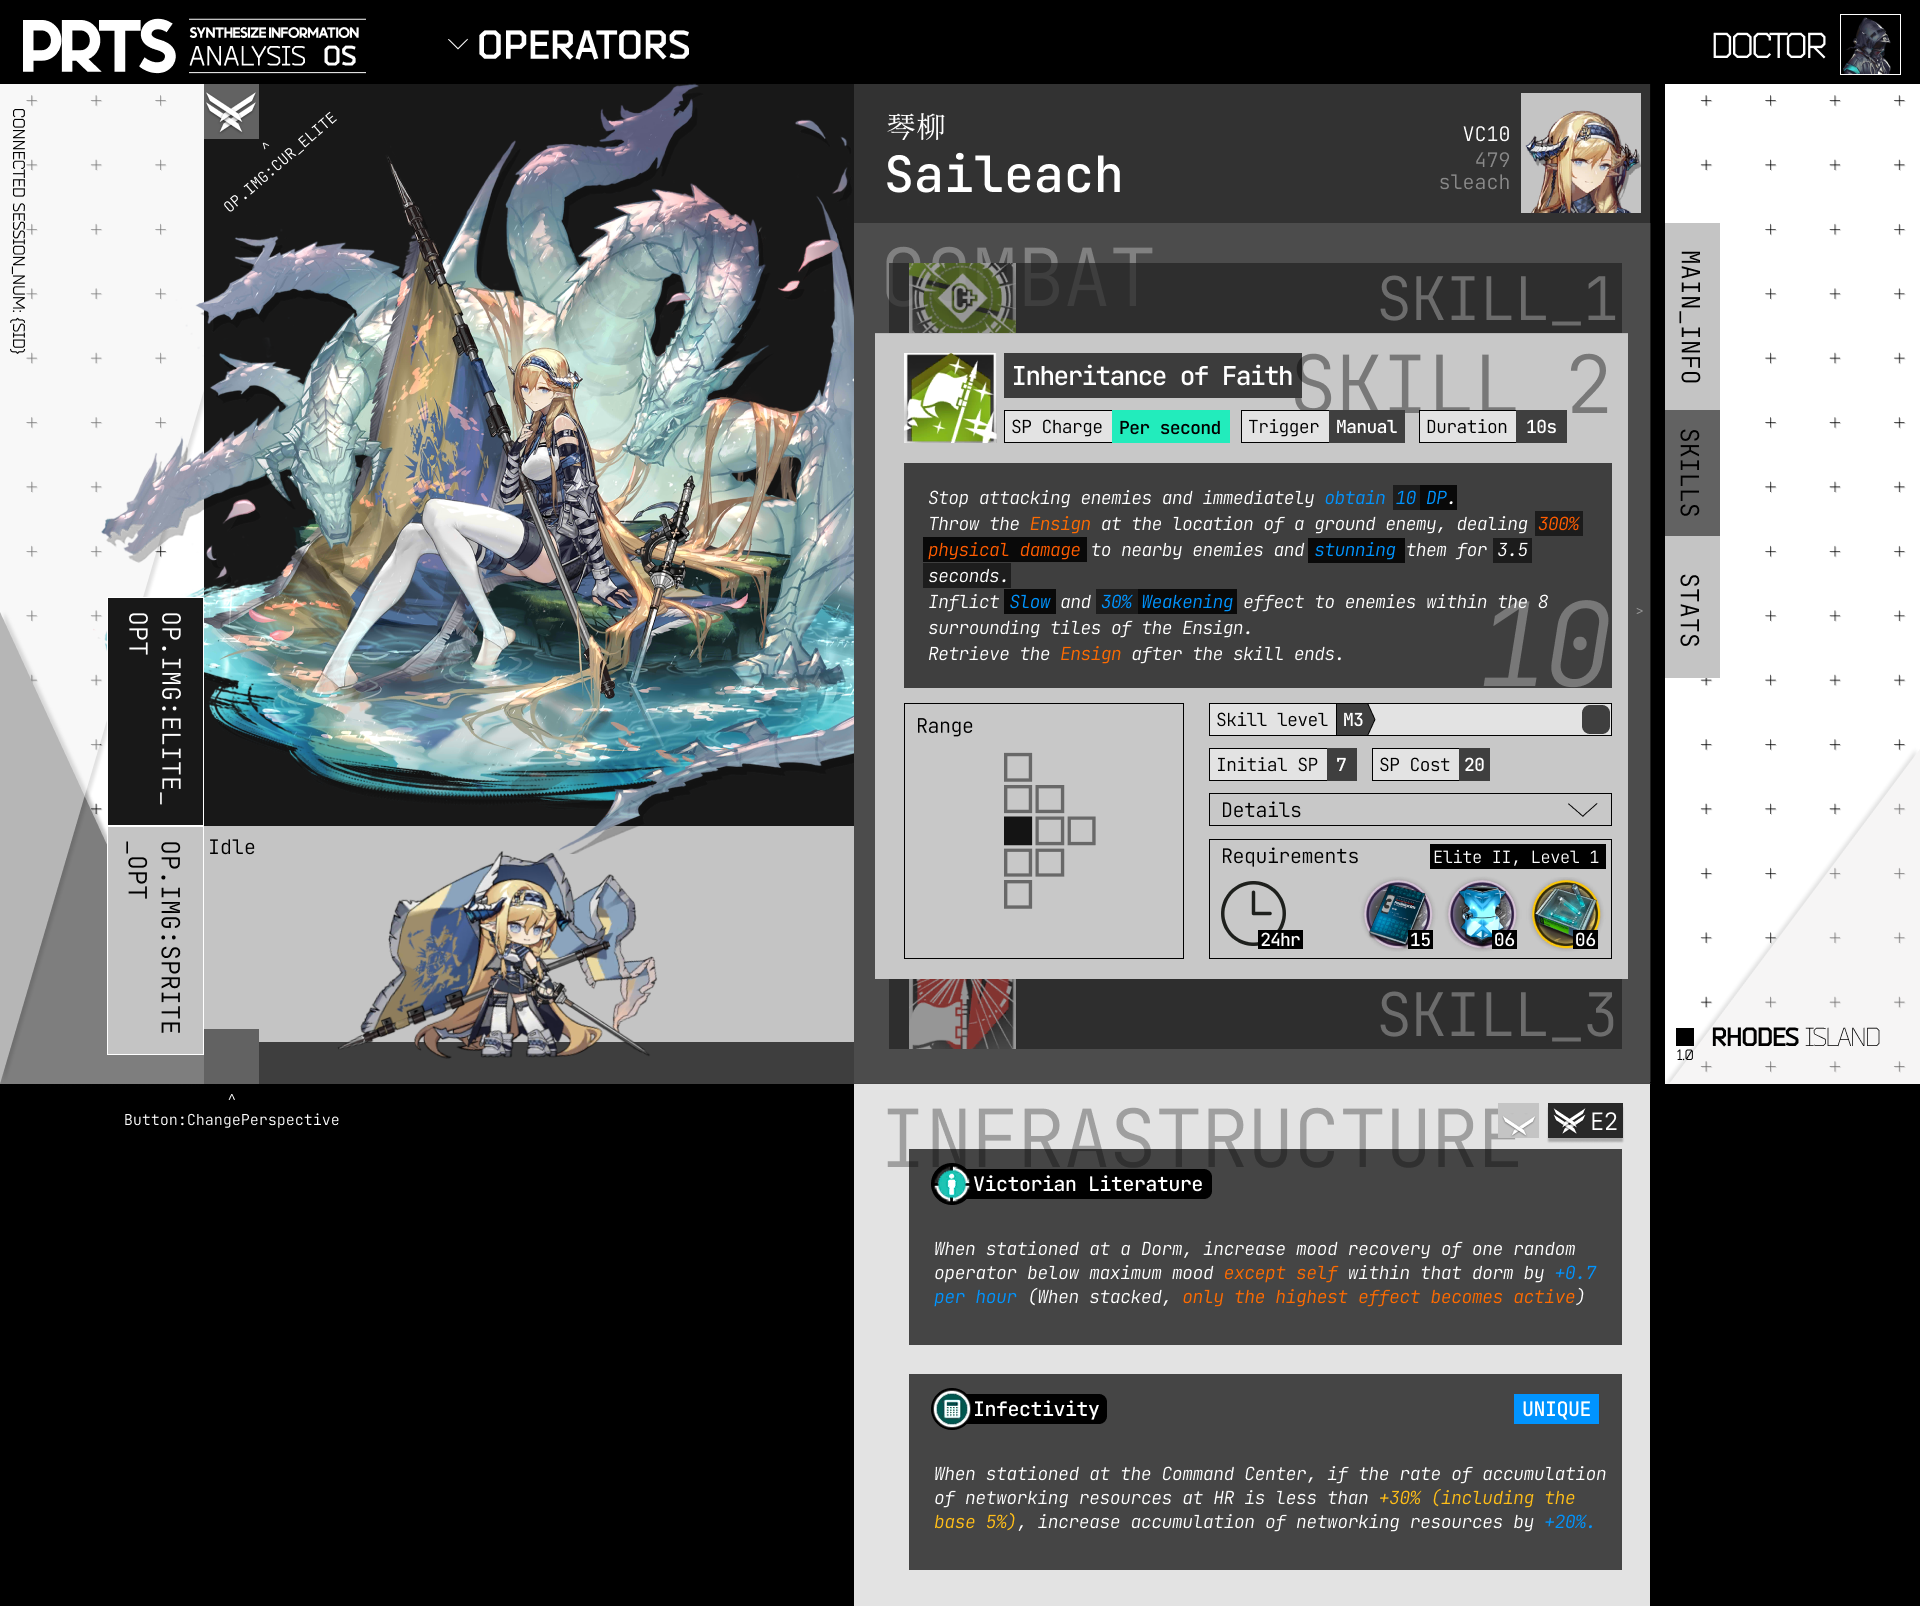 PRTS
SYNTHESIZE INFORMATION
ANALYSIS OS
OPERATORS
DOCTOR
CONNECTED SESSION_NUM: {SID}
^
OP.IMG:CUR_ELITE
OP.IMG:ELITE_
OPT
OP.IMG:SPRITE
_OPT
Idle
^
Button:ChangePerspective
琴柳
Saileach
VC10
479
sleach
COMBAT
SKILL_1
SKILL_2
Inheritance of Faith
SP Charge Per second
Trigger Manual
Duration 10s
Stop attacking enemies and immediately obtain 10 DP.
Throw the Ensign at the location of a ground enemy, dealing 300%
physical damage to nearby enemies and stunning them for 3.5
seconds.
Inflict Slow and 30% Weakening effect to enemies within the 8
surrounding tiles of the Ensign.
Retrieve the Ensign after the skill ends.
10
>
Range
Skill level M3
Initial SP 7
SP Cost 20
Details
Requirements
Elite II, Level 1
24hr
15
06
06
SKILL_3
INFRASTRUCTURE
E2
Victorian Literature
When stationed at a Dorm, increase mood recovery of one random
operator below maximum mood except self within that dorm by +0.7
per hour (When stacked, only the highest effect becomes active)
Infectivity
UNIQUE
When stationed at the Command Center, if the rate of accumulation
of networking resources at HR is less than +30% (including the
base 5%), increase accumulation of networking resources by +20%.
MAIN_INFO
SKILLS
STATS
RHODES ISLAND
1.0